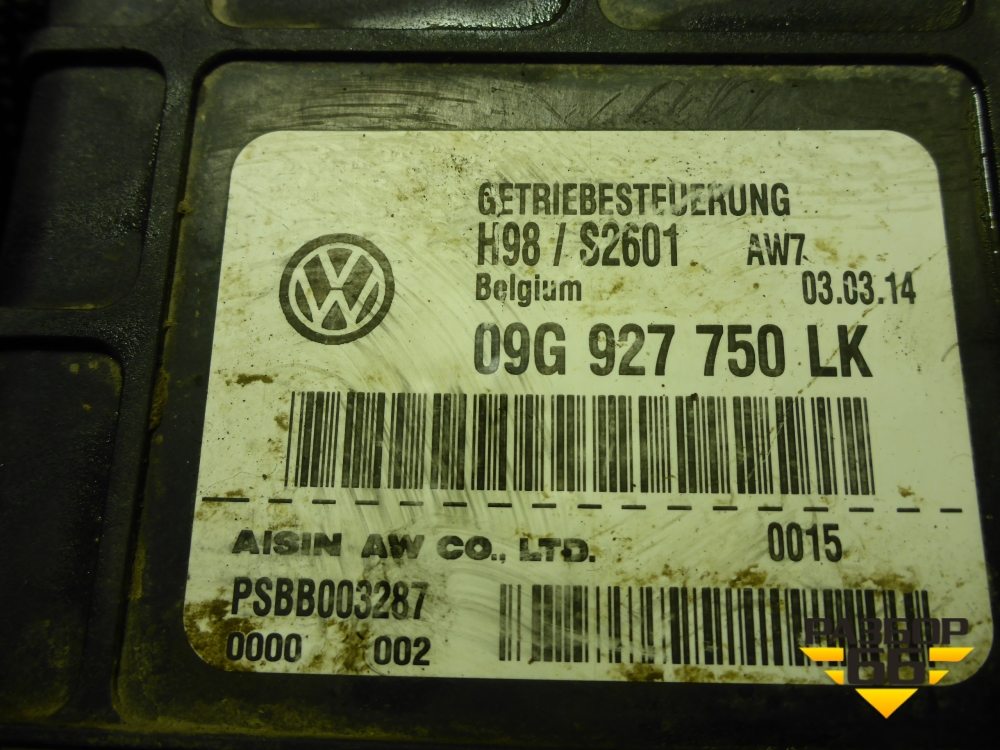 GETRIEBESTEUERUNG
H98 / S2601 AW7
Belgium 03.03.14
09G 927 750 LK
AISIN AW CO., LTD. 0015
PSBB003287
0000 002
РАЗБОР
66